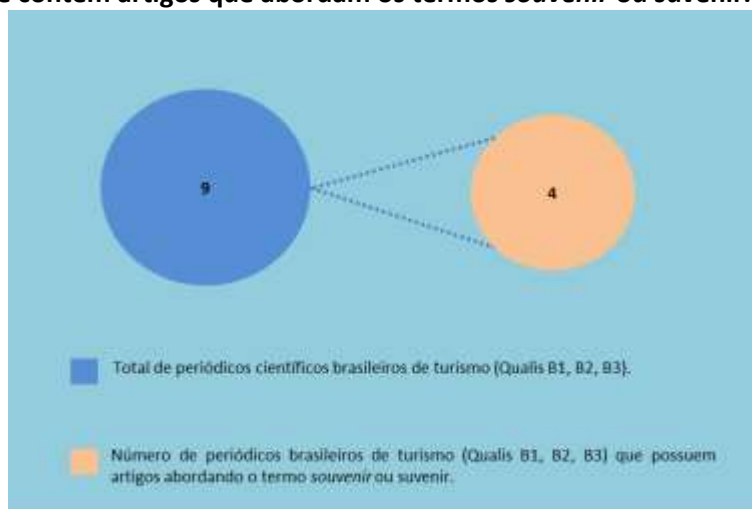 contêm artigos que abordam os termos souvenir ou suvenir
9
4
Total de periódicos científicos brasileiros de turismo (Qualis B1, B2, B3).
Número de periódicos brasileiros de turismo (Qualis B1, B2, B3) que possuem
artigos abordando o termo souvenir ou suvenir.